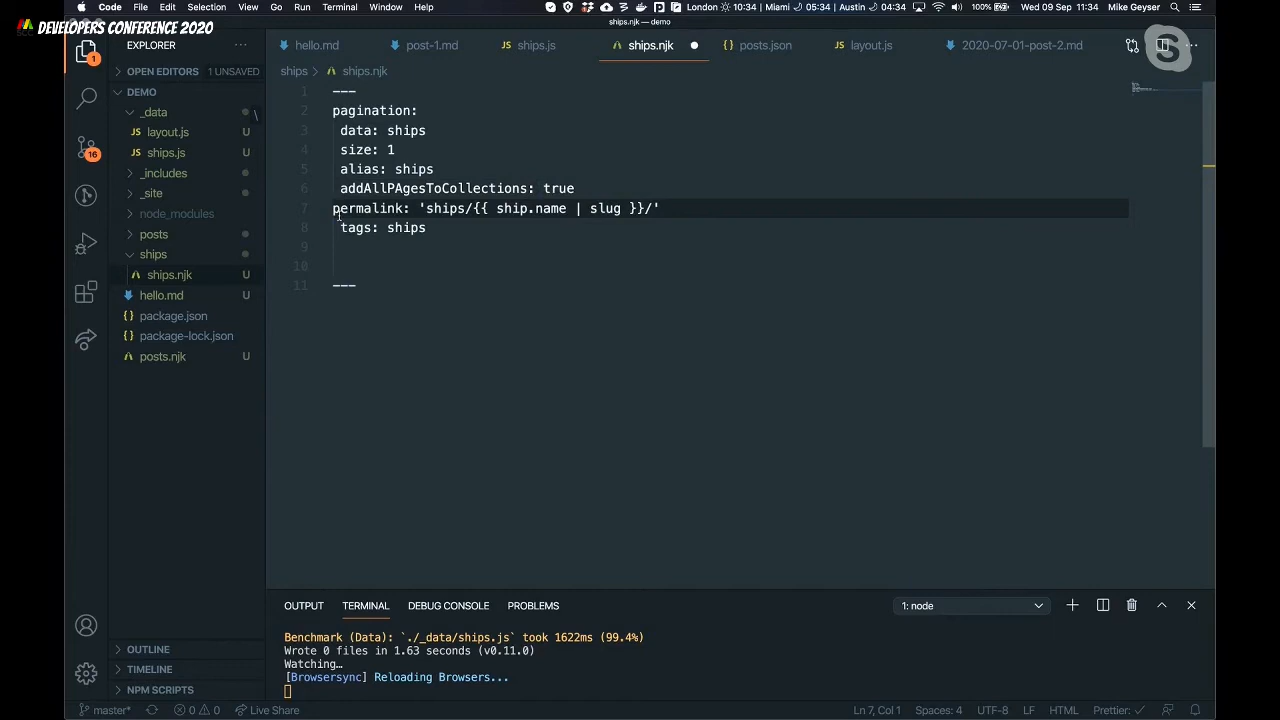 Code File Edit Selection View Go Run Terminal Window Help London 10:34 Miami 05:34 Austin 04:34 100% Wed 09 Sep 11:34 Mike Geyser
ships.njk — demo
DEVELOPERS CONFERENCE 2020
EXPLORER ...
hello.md post-1.md JS ships.js ships.njk {} posts.json JS layout.js 2020-07-01-post-2.md ...
OPEN EDITORS 1 UNSAVED
ships > ships.njk
DEMO
_data
JS layout.js U
JS ships.js U
_includes
_site
node_modules
posts
ships
ships.njk U
hello.md U
{} package.json
{} package-lock.json
posts.njk U
1
16
\
1 ---
2 pagination:
3 data: ships
4 size: 1
5 alias: ships
6 addAllPAgesToCollections: true
7 permalink: 'ships/{{ ship.name | slug }}/'
8 tags: ships
9
10
11 ---
OUTPUT TERMINAL DEBUG CONSOLE PROBLEMS 1: node
Benchmark (Data): `./_data/ships.js` took 1622ms (99.4%)
Wrote 0 files in 1.63 seconds (v0.11.0)
Watching…
[Browsersync] Reloading Browsers...
OUTLINE
TIMELINE
NPM SCRIPTS
master* 0 0 Live Share Ln 7, Col 1 Spaces: 4 UTF-8 LF HTML Prettier: ✓